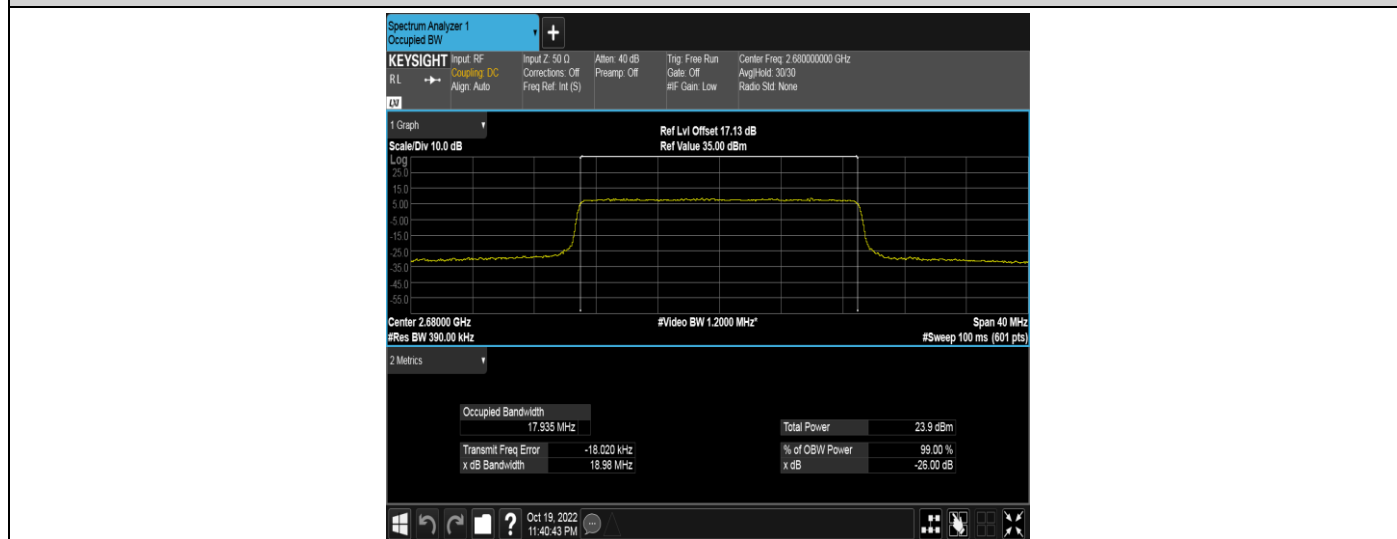 Spectrum Analyzer 1
Occupied BW
+
KEYSIGHT
RL
LXI
Input: RF
Coupling: DC
Align: Auto
Input Z: 50 Ω
Corrections: Off
Freq Ref: Int (S)
Atten: 40 dB
Preamp: Off
Trig: Free Run
Gate: Off
#IF Gain: Low
Center Freq: 2.680000000 GHz
Avg|Hold: 30/30
Radio Std: None
1 Graph
Scale/Div 10.0 dB
Ref Lvl Offset 17.13 dB
Ref Value 35.00 dBm
Log
25.0
15.0
5.00
-5.00
-15.0
-25.0
-35.0
-45.0
-55.0
Center 2.68000 GHz
#Video BW 1.2000 MHz*
Span 40 MHz
#Res BW 390.00 kHz
#Sweep 100 ms (601 pts)
2 Metrics
Occupied Bandwidth
17.935 MHz
Total Power 23.9 dBm
Transmit Freq Error -18.020 kHz
% of OBW Power 99.00 %
x dB Bandwidth 18.98 MHz
x dB -26.00 dB
?
Oct 19, 2022
11:40:43 PM